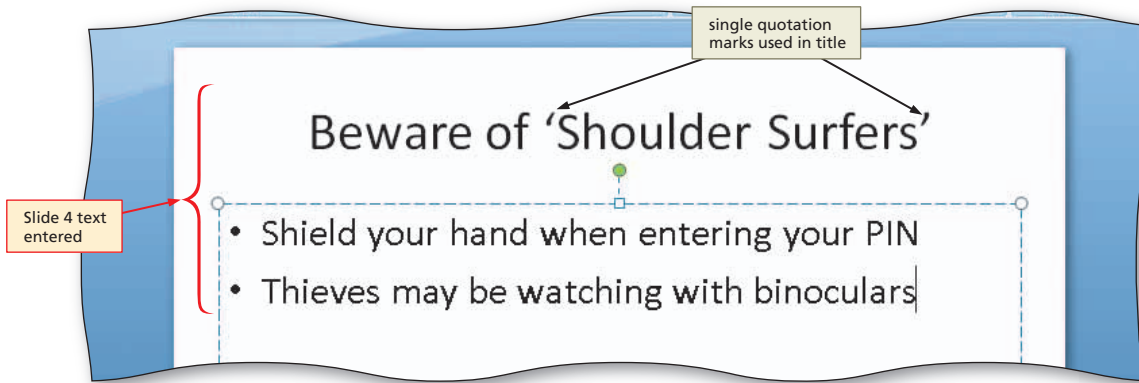 single quotation
marks used in title
Beware of ‘Shoulder Surfers’
Slide 4 text
entered
• Shield your hand when entering your PIN
• Thieves may be watching with binoculars